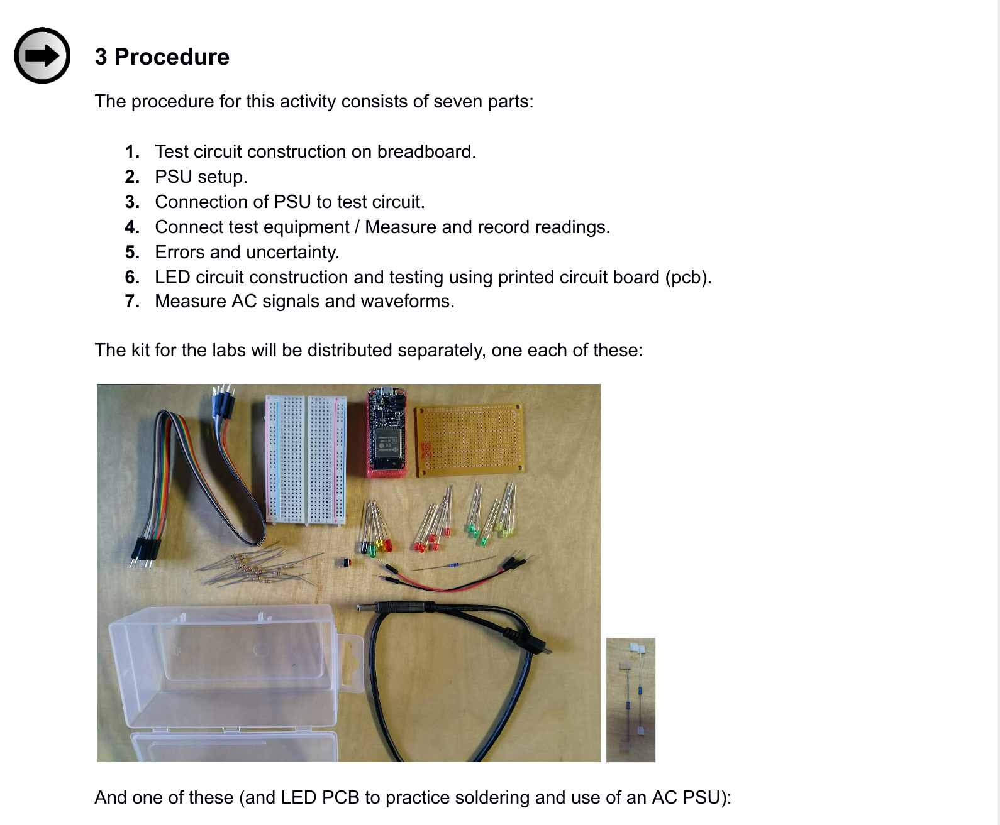 3 Procedure
The procedure for this activity consists of seven parts:
1. Test circuit construction on breadboard.
2. PSU setup.
3. Connection of PSU to test circuit.
4. Connect test equipment / Measure and record readings.
5. Errors and uncertainty.
6. LED circuit construction and testing using printed circuit board (pcb).
7. Measure AC signals and waveforms.
The kit for the labs will be distributed separately, one each of these:
And one of these (and LED PCB to practice soldering and use of an AC PSU):